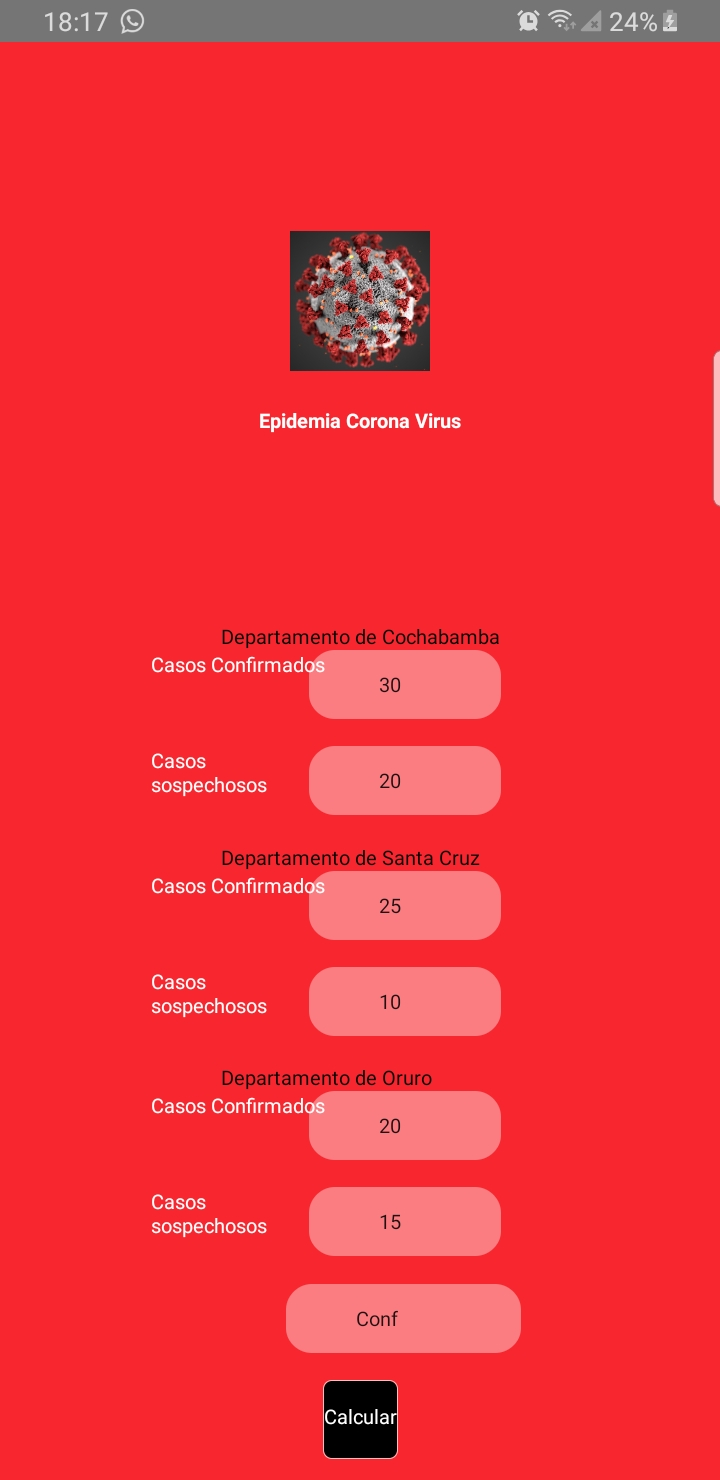 18:17
24%
Epidemia Corona Virus
Departamento de Cochabamba
Casos Confirmados
30
Casos
sospechosos
20
Departamento de Santa Cruz
Casos Confirmados
25
Casos
sospechosos
10
Departamento de Oruro
Casos Confirmados
20
Casos
sospechosos
15
Conf
Calcular